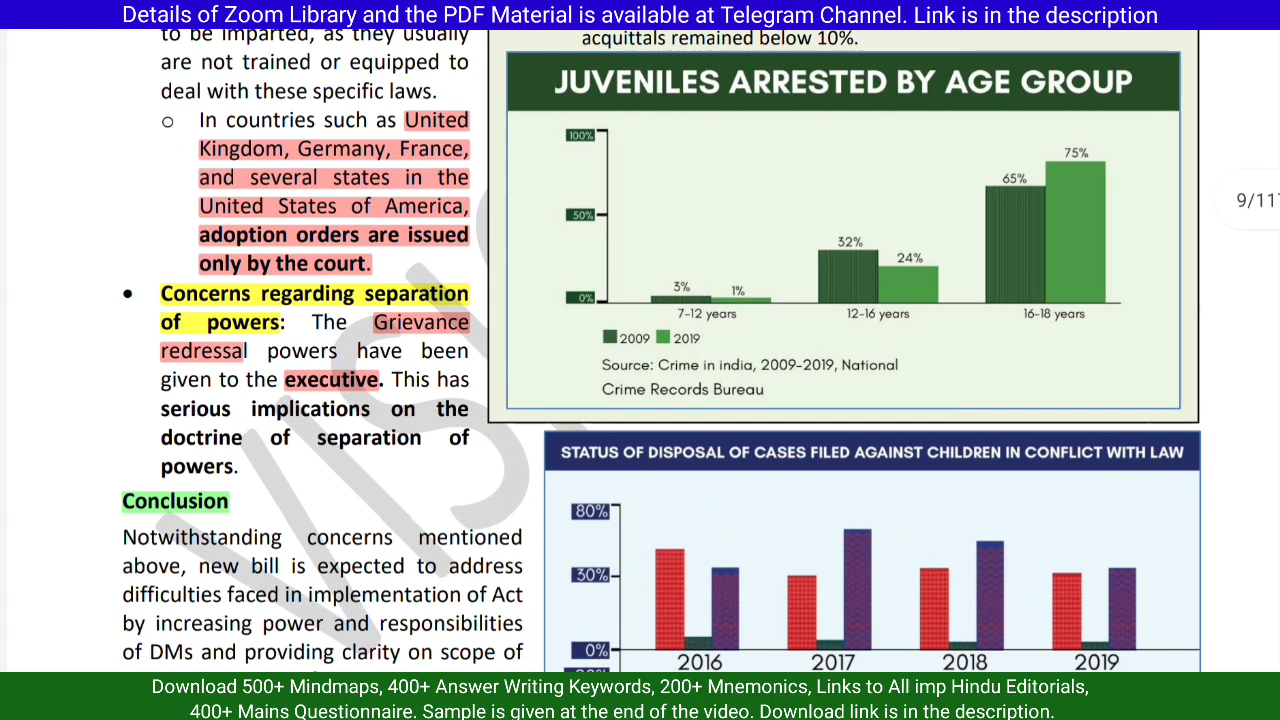 Details of Zoom Library and the PDF Material is available at Telegram Channel. Link is in the description
to be imparted, as they usually
are not trained or equipped to
deal with these specific laws.
o In countries such as United
Kingdom, Germany, France,
and several states in the
United States of America,
adoption orders are issued
only by the court.
• Concerns regarding separation
of powers: The Grievance
redressal powers have been
given to the executive. This has
serious implications on the
doctrine of separation of
powers.
Conclusion
Notwithstanding concerns mentioned
above, new bill is expected to address
difficulties faced in implementation of Act
by increasing power and responsibilities
of DMs and providing clarity on scope of
acquittals remained below 10%.
JUVENILES ARRESTED BY AGE GROUP
100%
50%
0%
3% 1% 32% 24% 65% 75%
7-12 years 12-16 years 16-18 years
2009 2019
Source: Crime in india, 2009-2019, National
Crime Records Bureau
STATUS OF DISPOSAL OF CASES FILED AGAINST CHILDREN IN CONFLICT WITH LAW
80%
30%
0%
2016 2017 2018 2019
9/117
VISI
Download 500+ Mindmaps, 400+ Answer Writing Keywords, 200+ Mnemonics, Links to All imp Hindu Editorials,
400+ Mains Questionnaire. Sample is given at the end of the video. Download link is in the description.